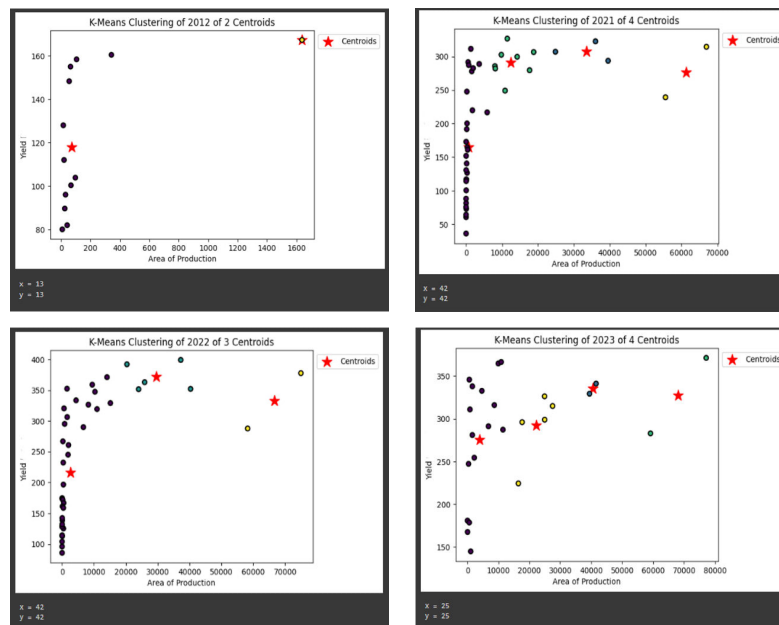 K-Means Clustering of 2012 of 2 Centroids
Centroids
160
140
120
100
80
Yield
0 200 400 600 800 1000 1200 1400 1600
Area of Production
x = 13
y = 13
K-Means Clustering of 2021 of 4 Centroids
Centroids
300
250
200
150
100
50
Yield
0 10000 20000 30000 40000 50000 60000 70000
Area of Production
x = 42
y = 42
K-Means Clustering of 2022 of 3 Centroids
Centroids
400
350
300
250
200
150
100
Yield
0 10000 20000 30000 40000 50000 60000 70000
Area of Production
x = 42
y = 42
K-Means Clustering of 2023 of 4 Centroids
Centroids
350
300
250
200
150
Yield
0 10000 20000 30000 40000 50000 60000 70000 80000
Area of Production
x = 25
y = 25